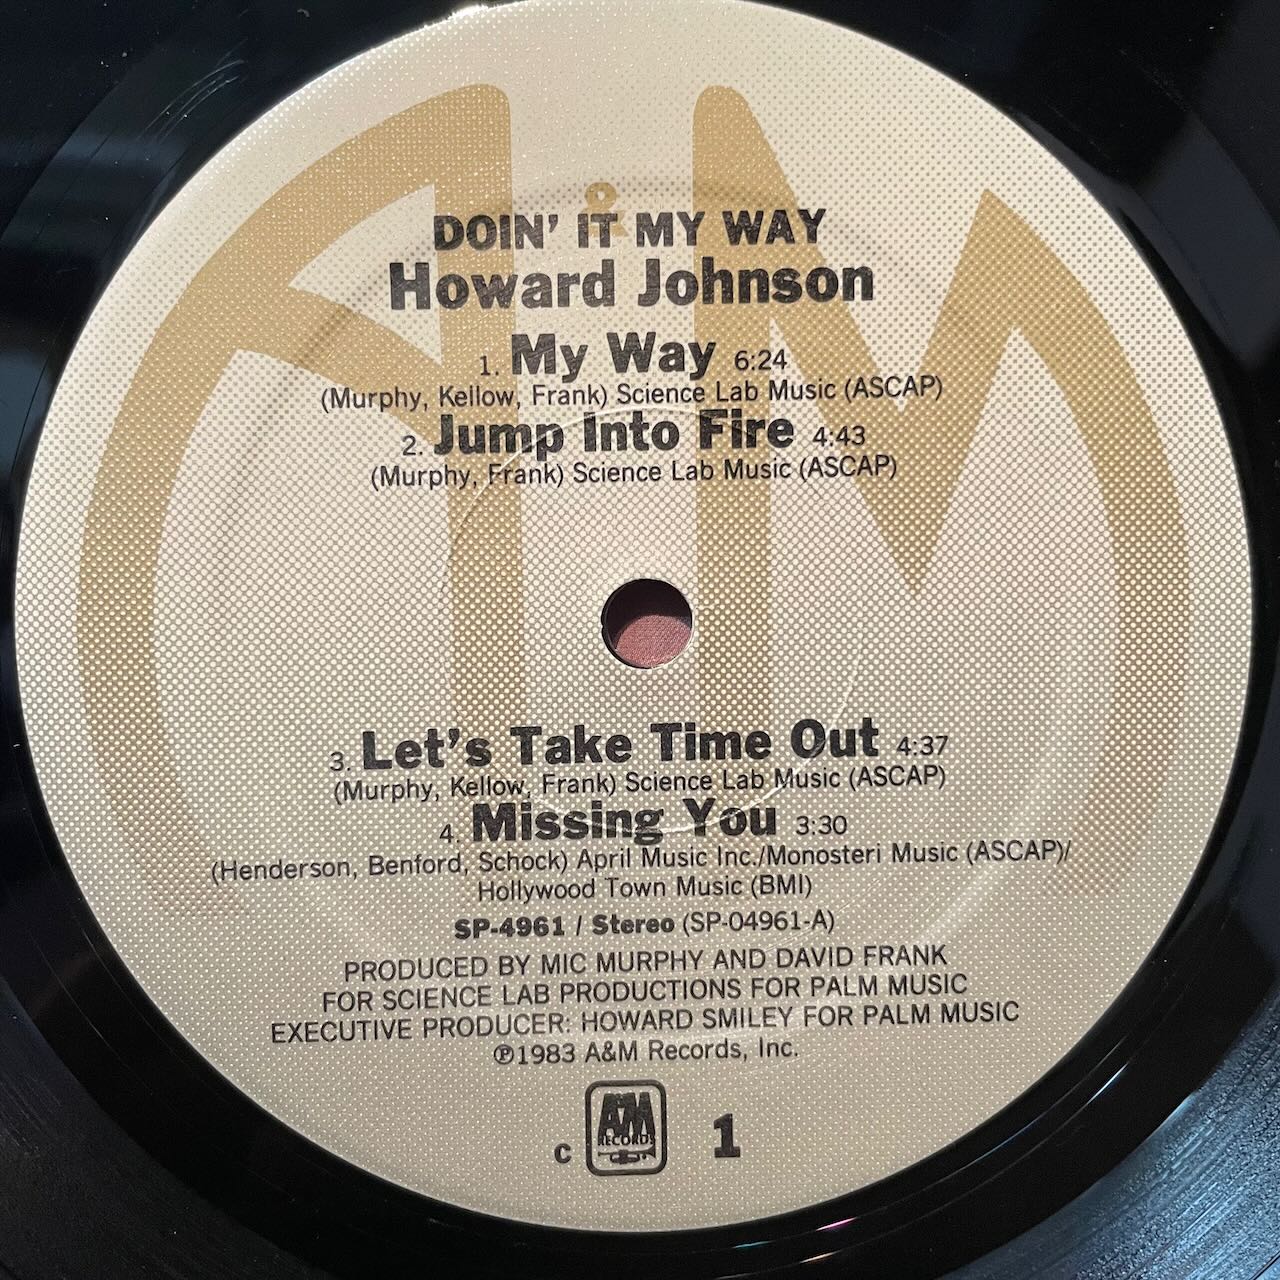 &
DOIN' IT MY WAY
Howard Johnson
1. My Way 6:24
(Murphy, Kellow, Frank) Science Lab Music (ASCAP)
2. Jump Into Fire 4:43
(Murphy, Frank) Science Lab Music (ASCAP)
3. Let's Take Time Out 4:37
(Murphy, Kellow, Frank) Science Lab Music (ASCAP)
4. Missing You 3:30
(Henderson, Benford, Schock) April Music Inc./Monosteri Music (ASCAP)/
Hollywood Town Music (BMI)
SP-4961 / Stereo (SP-04961-A)
PRODUCED BY MIC MURPHY AND DAVID FRANK
FOR SCIENCE LAB PRODUCTIONS FOR PALM MUSIC
EXECUTIVE PRODUCER: HOWARD SMILEY FOR PALM MUSIC
℗1983 A&M Records, Inc.
A&M
RECORDS
C 1